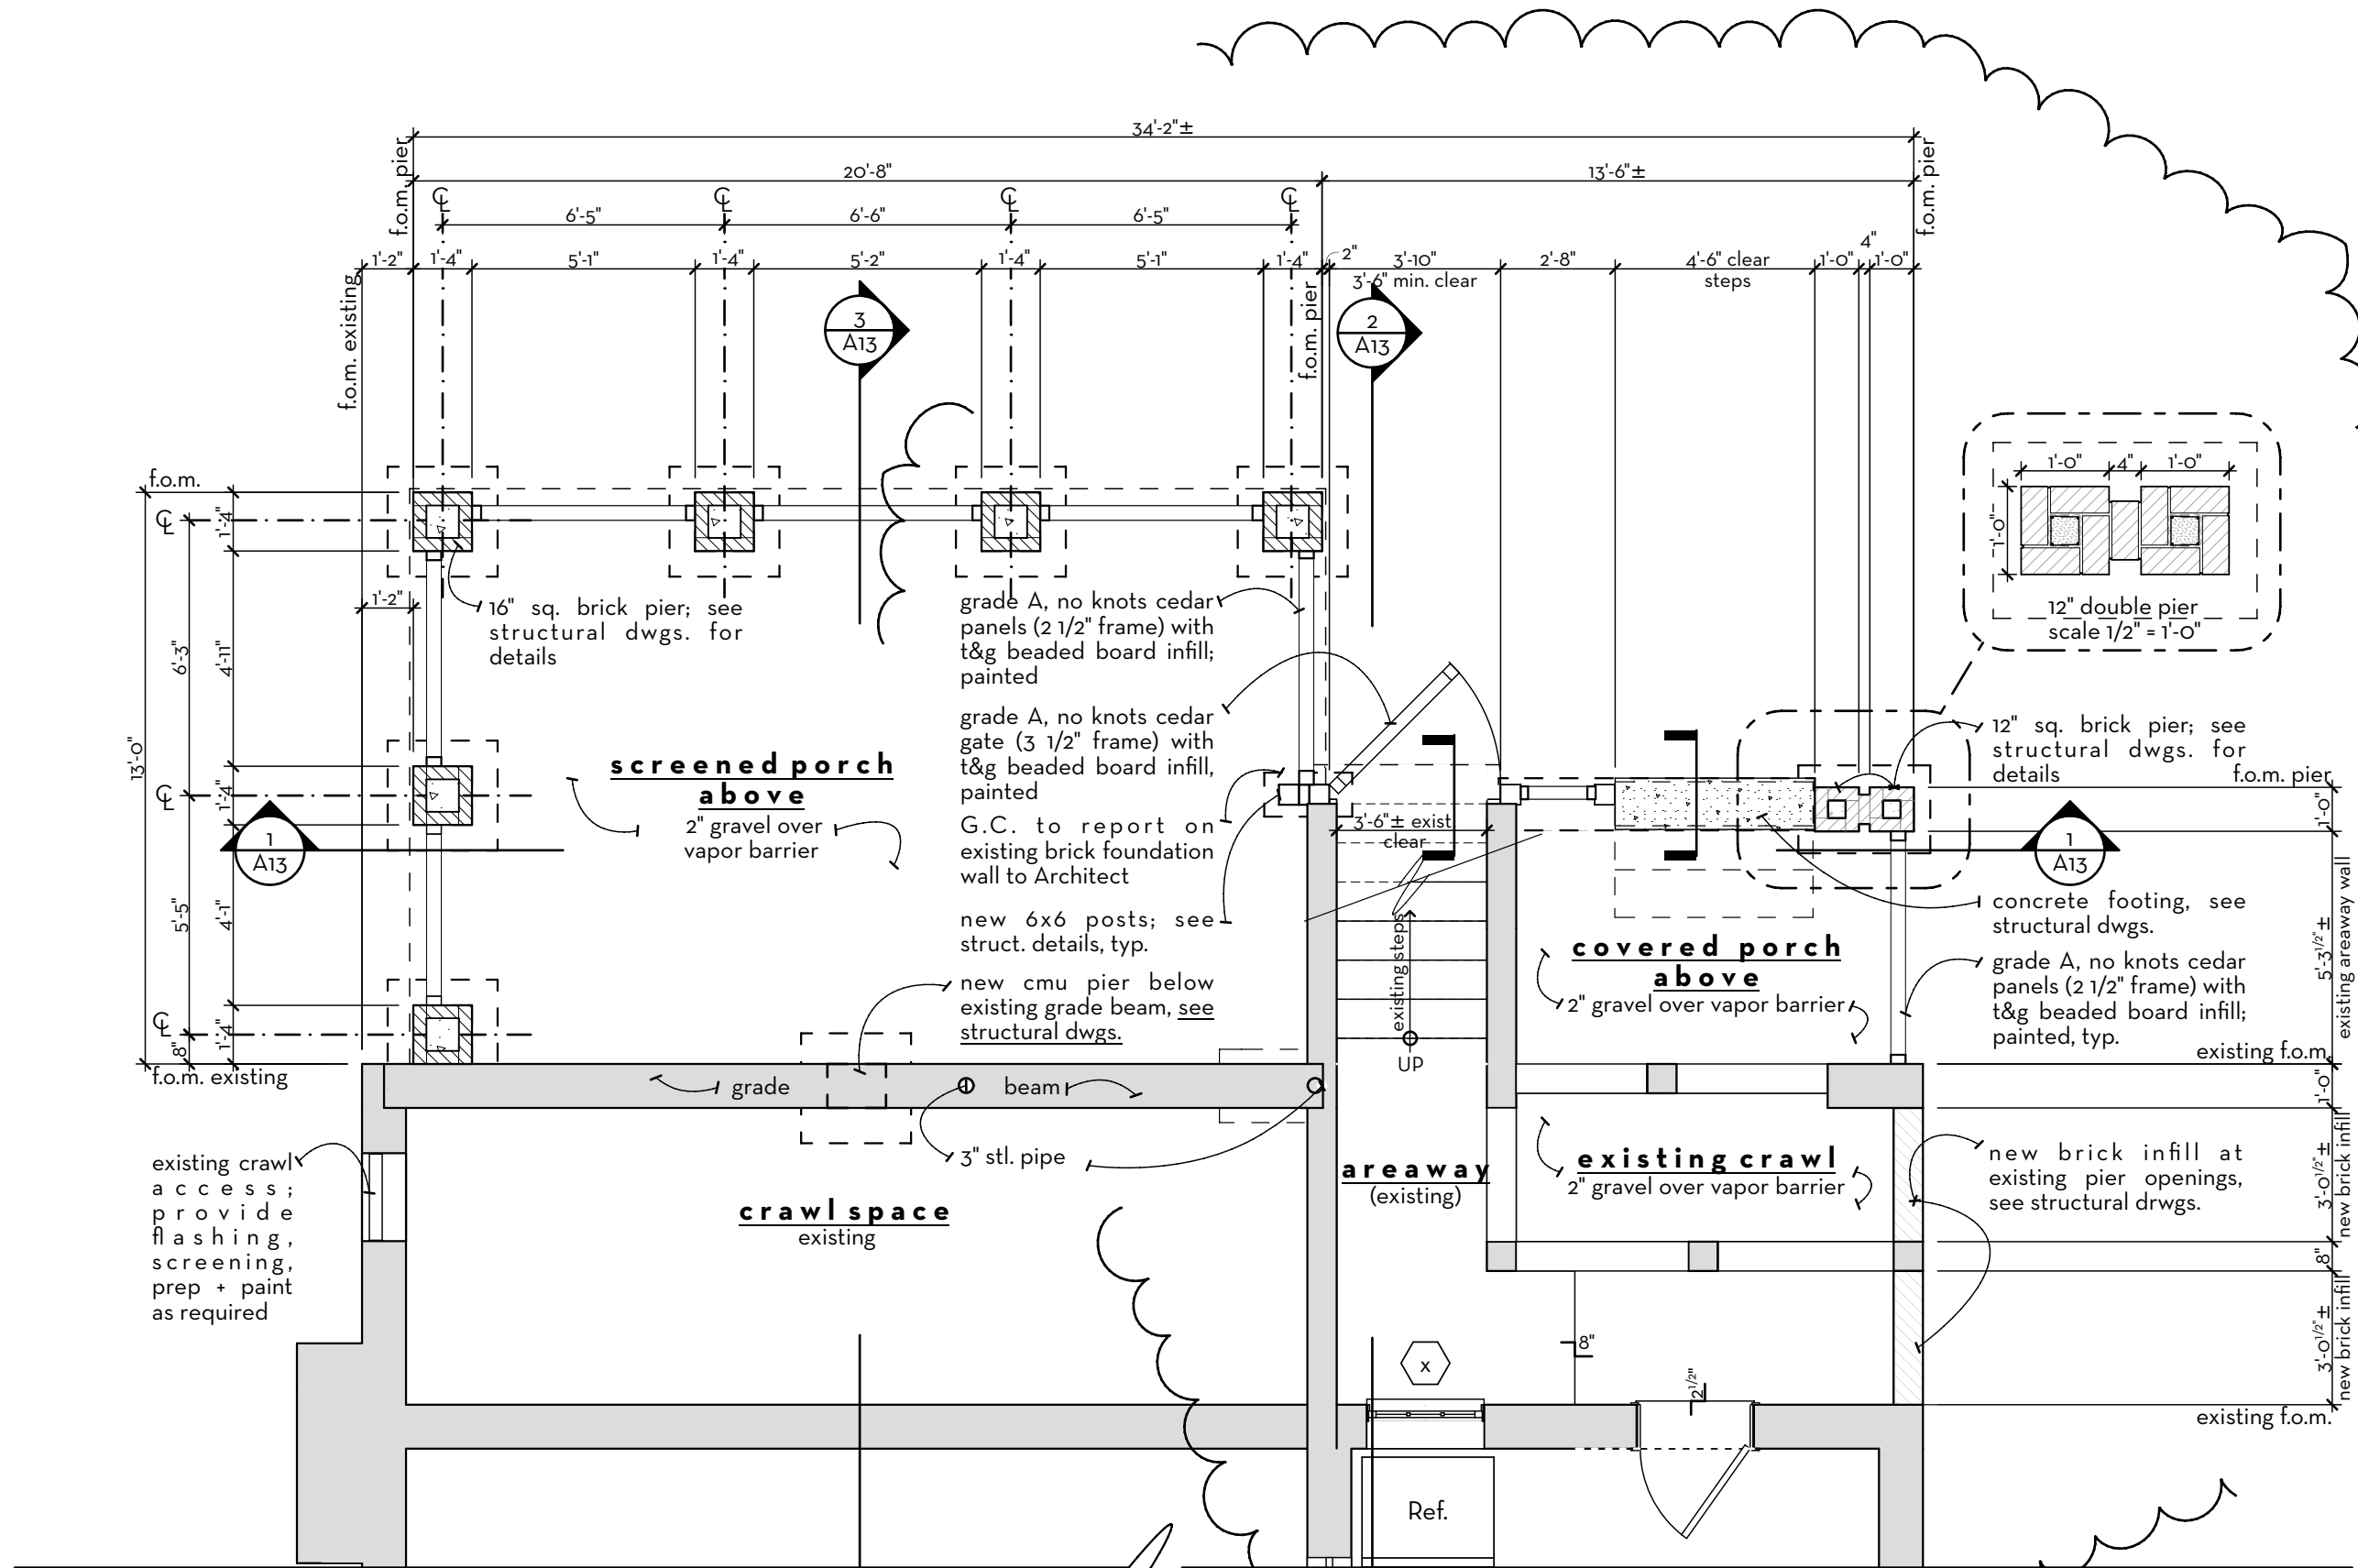 34'-2"±
20'-8"
13'-6"±
f.o.m. pier
f.o.m. pier
℄
℄
℄
℄
6'-5"
6'-6"
6'-5"
1'-2"
1'-4"
5'-1"
1'-4"
5'-2"
1'-4"
5'-1"
1'-4"
2"
3'-10"
3'-6" min. clear
2'-8"
4'-6" clear
steps
1'-0"
4"
1'-0"
f.o.m. existing
f.o.m. pier
3
A13
2
A13
f.o.m.
℄
1'-4"
6'-3"
4'-11"
13'-0"
℄
1'-4"
5'-5"
4'-1"
℄
1'-4"
8"
f.o.m. existing
1'-2"
16" sq. brick pier; see
structural dwgs. for
details
grade A, no knots cedar
panels (2 1/2" frame) with
t&g beaded board infill;
painted
grade A, no knots cedar
gate (3 1/2" frame) with
t&g beaded board infill,
painted
G.C. to report on
existing brick foundation
wall to Architect
new 6x6 posts; see
struct. details, typ.
new cmu pier below
existing grade beam, see
structural dwgs.
screened porch
above
2" gravel over
vapor barrier
1
A13
1'-0"
4"
1'-0"
1'-0"
12" double pier
scale 1/2" = 1'-0"
12" sq. brick pier; see
structural dwgs. for
details
f.o.m. pier
1'-0"
1
A13
concrete footing, see
structural dwgs.
grade A, no knots cedar
panels (2 1/2" frame) with
t&g beaded board infill;
painted, typ.
5'-3 1/2"±
existing areaway wall
existing f.o.m.
3'-6"± exist
clear
existing steps
UP
covered porch
above
2" gravel over vapor barrier
grade
beam
3" stl. pipe
1'-0"
existing crawl
access;
provide
flashing,
screening,
prep + paint
as required
crawl space
existing
areaway
(existing)
existing crawl
2" gravel over vapor barrier
new brick infill at
existing pier openings,
see structural drwgs.
3'-0 1/2"±
new brick infill
8"
3'-0 1/2"±
new brick infill
existing f.o.m.
8"
2 1/2"
x
Ref.